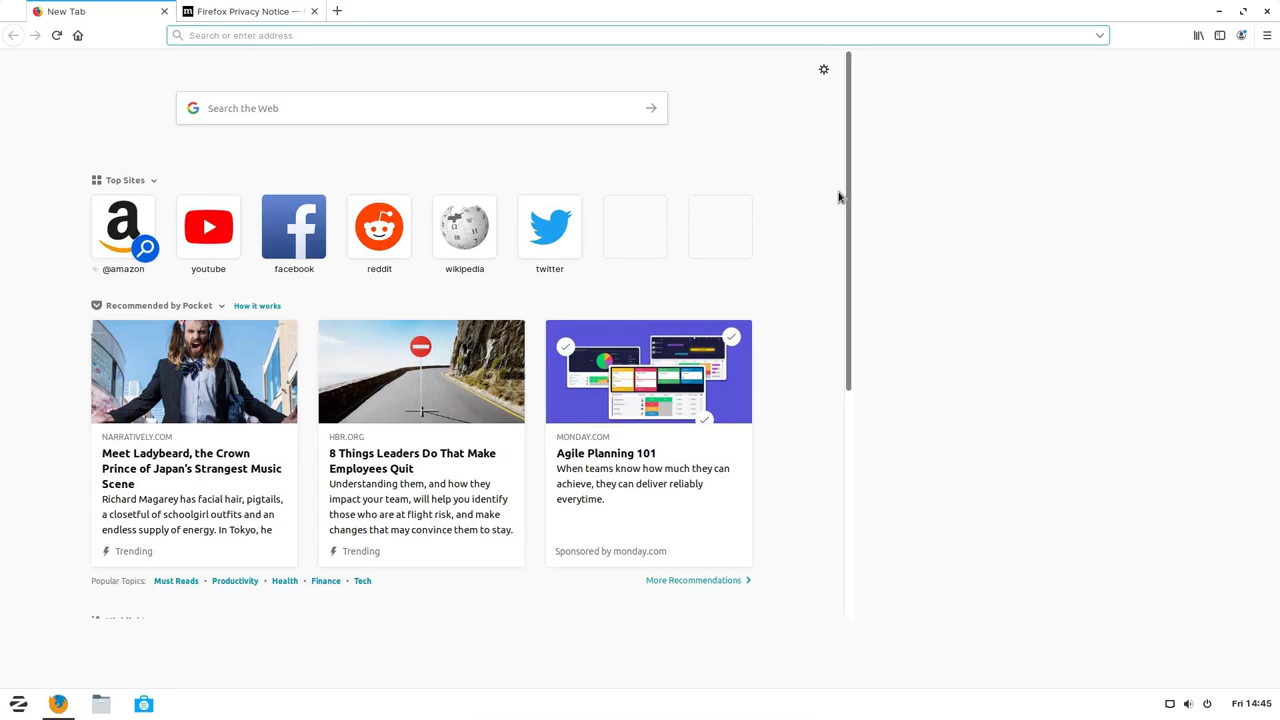 New Tab
Firefox Privacy Notice —
Search or enter address
Search the Web
Top Sites
@amazon
youtube
facebook
reddit
wikipedia
twitter
Recommended by Pocket
How it works
NARRATIVELY.COM
Meet Ladybeard, the Crown
Prince of Japan’s Strangest Music
Scene
Richard Magarey has facial hair, pigtails,
a closetful of schoolgirl outfits and an
endless supply of energy. In Tokyo, he
Trending
HBR.ORG
8 Things Leaders Do That Make
Employees Quit
Understanding them, and how they
impact your team, will help you identify
those who are at flight risk, and make
changes that may convince them to stay.
Trending
MONDAY.COM
Agile Planning 101
When teams know how much they can
achieve, they can deliver reliably
everytime.
Sponsored by monday.com
Popular Topics: Must Reads • Productivity • Health • Finance • Tech
More Recommendations
Fri 14:45